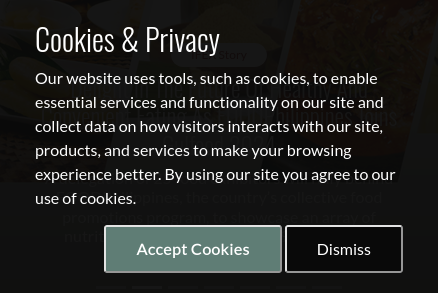 Cookies & Privacy
Our website uses tools, such as cookies, to enable
essential services and functionality on our site and
collect data on how visitors interacts with our site,
products, and services to make your browsing
experience better. By using our site you agree to our
use of cookies.
Accept Cookies
Dismiss